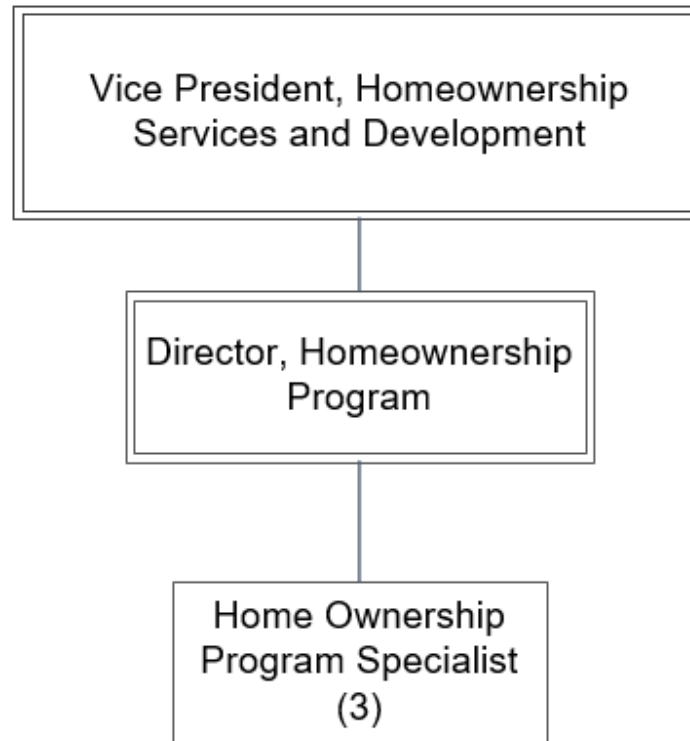 Vice President, Homeownership
Services and Development
Director, Homeownership
Program
Home Ownership
Program Specialist
(3)